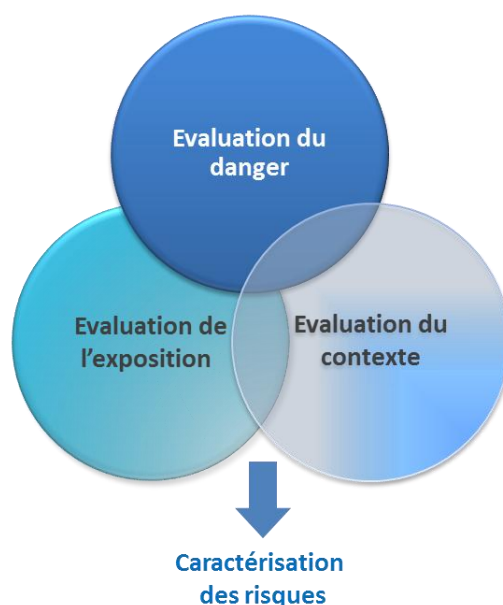 Evaluation du
danger
Evaluation de
l'exposition
Evaluation du
contexte
Caractérisation
des risques